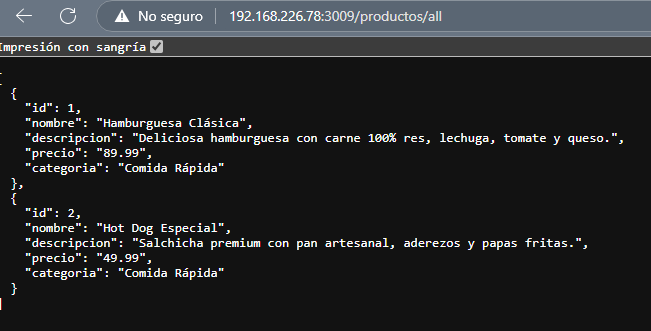 No seguro 192.168.226.78:3009/productos/all
Impresión con sangría
[
{
"id": 1,
"nombre": "Hamburguesa Clásica",
"descripcion": "Deliciosa hamburguesa con carne 100% res, lechuga, tomate y queso.",
"precio": "89.99",
"categoria": "Comida Rápida"
},
{
"id": 2,
"nombre": "Hot Dog Especial",
"descripcion": "Salchicha premium con pan artesanal, aderezos y papas fritas.",
"precio": "49.99",
"categoria": "Comida Rápida"
}
]